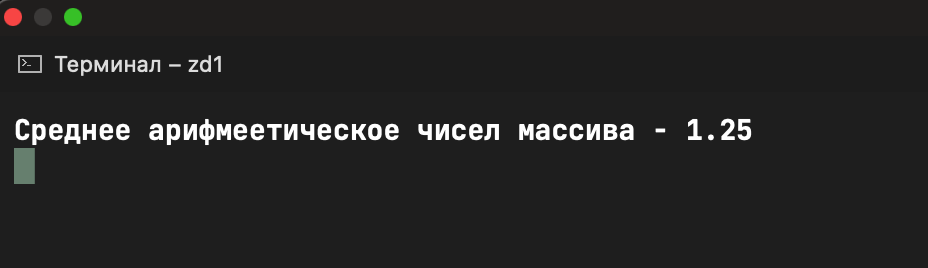 Терминал – zd1
Среднее арифмеетическое чисел массива - 1.25